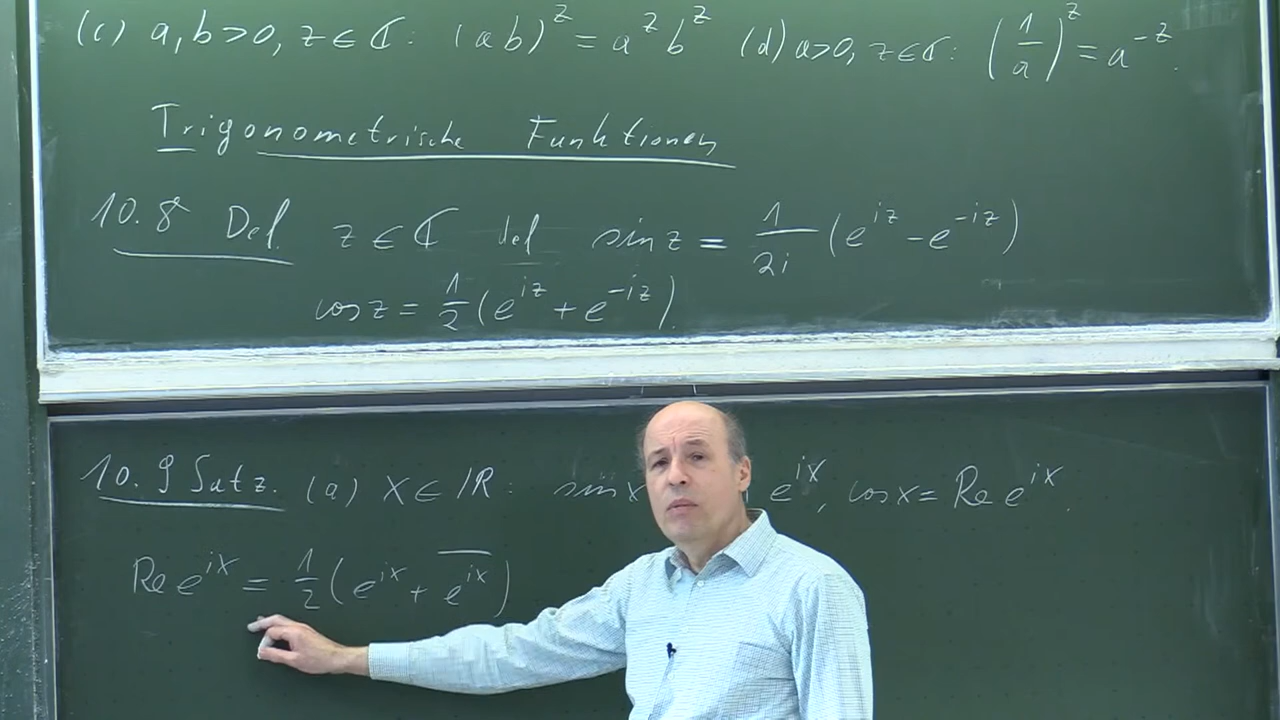 (c) a, b > 0, z ∈ ℂ: (ab)^z = a^z b^z (d) a > 0, z ∈ ℂ: (1/a)^z = a^{-z}.
Trigonometrische Funktionen
10.8 Def. z ∈ ℂ def sin z = 1/2i (e^{iz} - e^{-iz})
cos z = 1/2 (e^{iz} + e^{-iz}).
10.9 Satz. (a) x ∈ ℝ: sin x e^{ix}, cos x = Re e^{ix}.
Re e^{ix} = 1/2 (e^{ix} + \overline{e^{ix}})